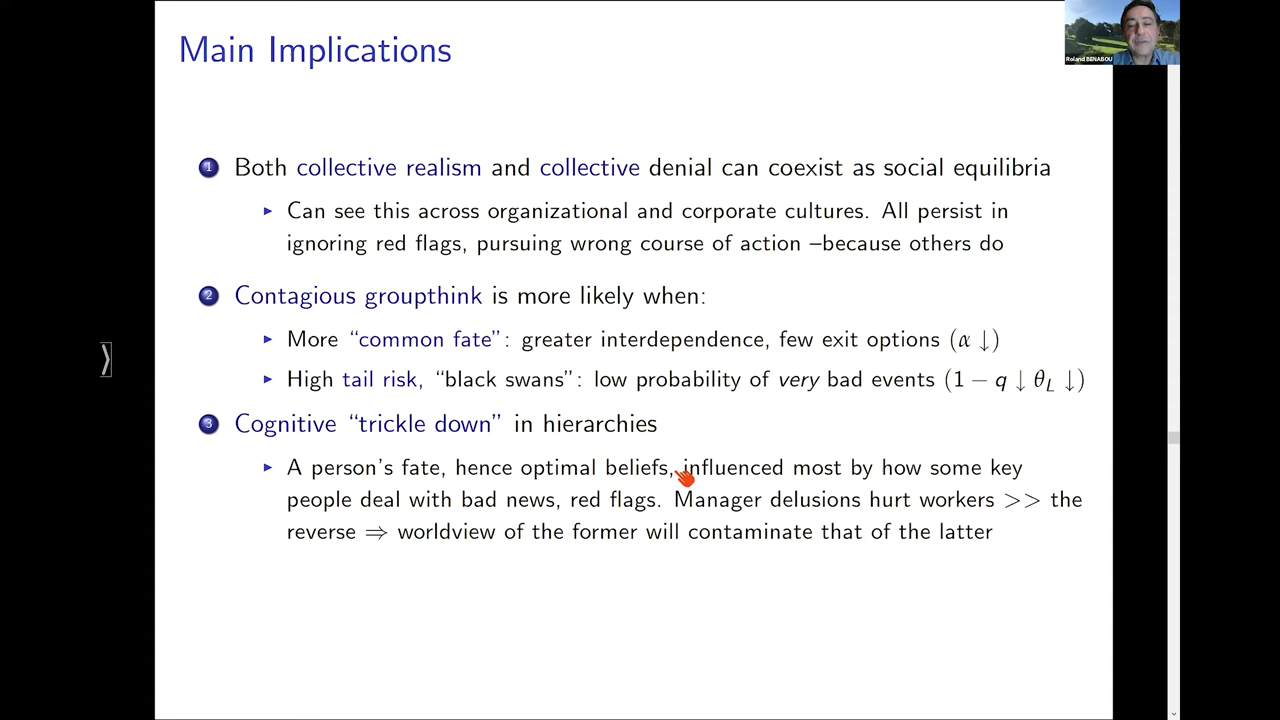 Main Implications
Roland BENABOU
1 Both collective realism and collective denial can coexist as social equilibria
▸ Can see this across organizational and corporate cultures. All persist in
ignoring red flags, pursuing wrong course of action –because others do
2 Contagious groupthink is more likely when:
▸ More “common fate”: greater interdependence, few exit options (α ↓)
▸ High tail risk, “black swans”: low probability of very bad events (1 − q ↓ θ_L ↓)
3 Cognitive “trickle down” in hierarchies
▸ A person's fate, hence optimal beliefs, influenced most by how some key
people deal with bad news, red flags. Manager delusions hurt workers >> the
reverse ⇒ worldview of the former will contaminate that of the latter